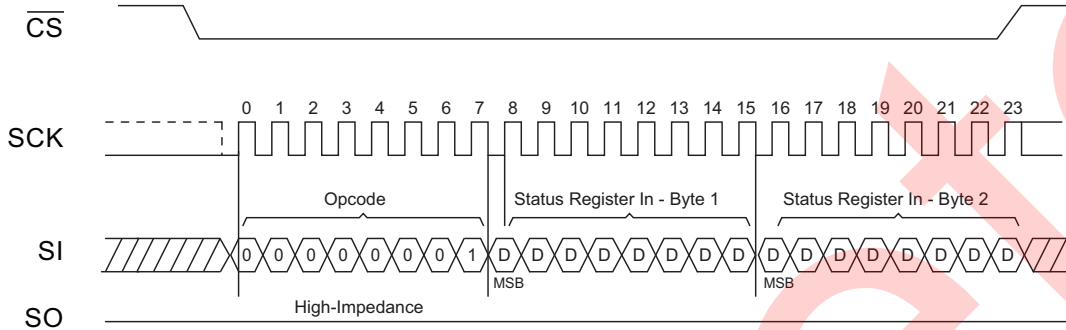 CS
0 1 2 3 4 5 6 7 8 9 10 11 12 13 14 15 16 17 18 19 20 21 22 23
SCK
Opcode Status Register In - Byte 1 Status Register In - Byte 2
SI 0 0 0 0 0 0 0 1 D D D D D D D D D D D D D D D D
MSB MSB
High-Impedance
SO